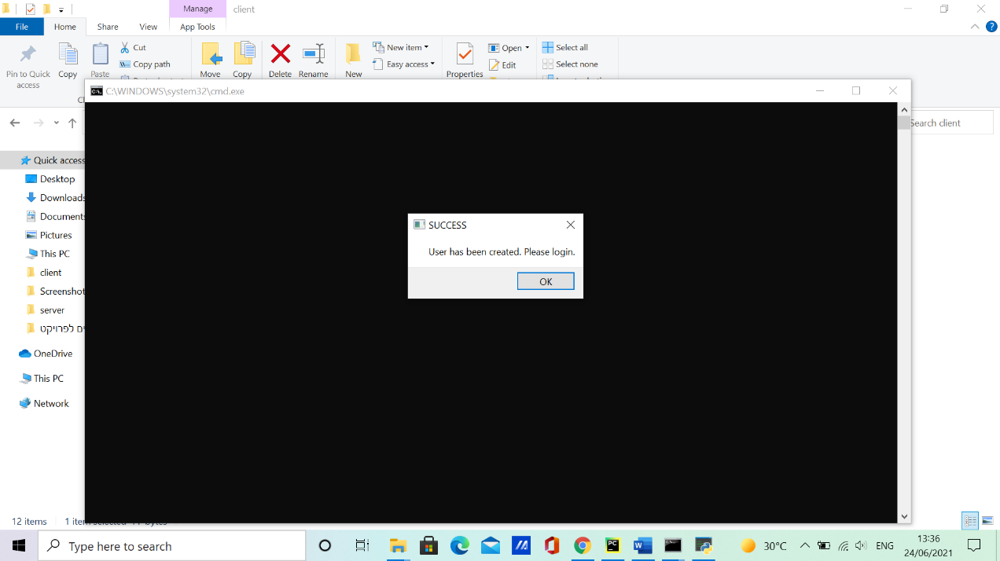 Manage
client
File
Home
Share
View
App Tools
Pin to Quick
access
Copy
Paste
Cut
Copy path
Move
Copy
Delete
Rename
New
New item
Easy access
Properties
Open
Edit
Select all
Select none
C:\WINDOWS\system32\cmd.exe
Search client
Quick access
Desktop
Downloads
Documents
Pictures
This PC
client
Screenshot
server
ים לפרויקט
OneDrive
This PC
Network
SUCCESS
User has been created. Please login.
OK
12 items
1 item selected
bytes
Type here to search
30°C
ENG
13:36
24/06/2021